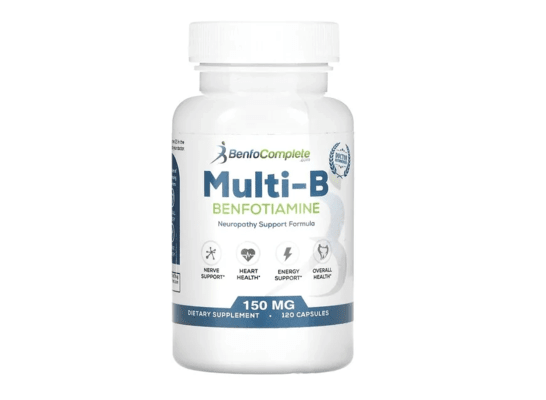 BenfoComplete
Multi-B
BENFOTIAMINE
Neuropathy Support Formula
NERVE SUPPORT*
HEART HEALTH*
ENERGY SUPPORT*
OVERALL HEALTH*
150 MG
DIETARY SUPPLEMENT • 120 CAPSULES